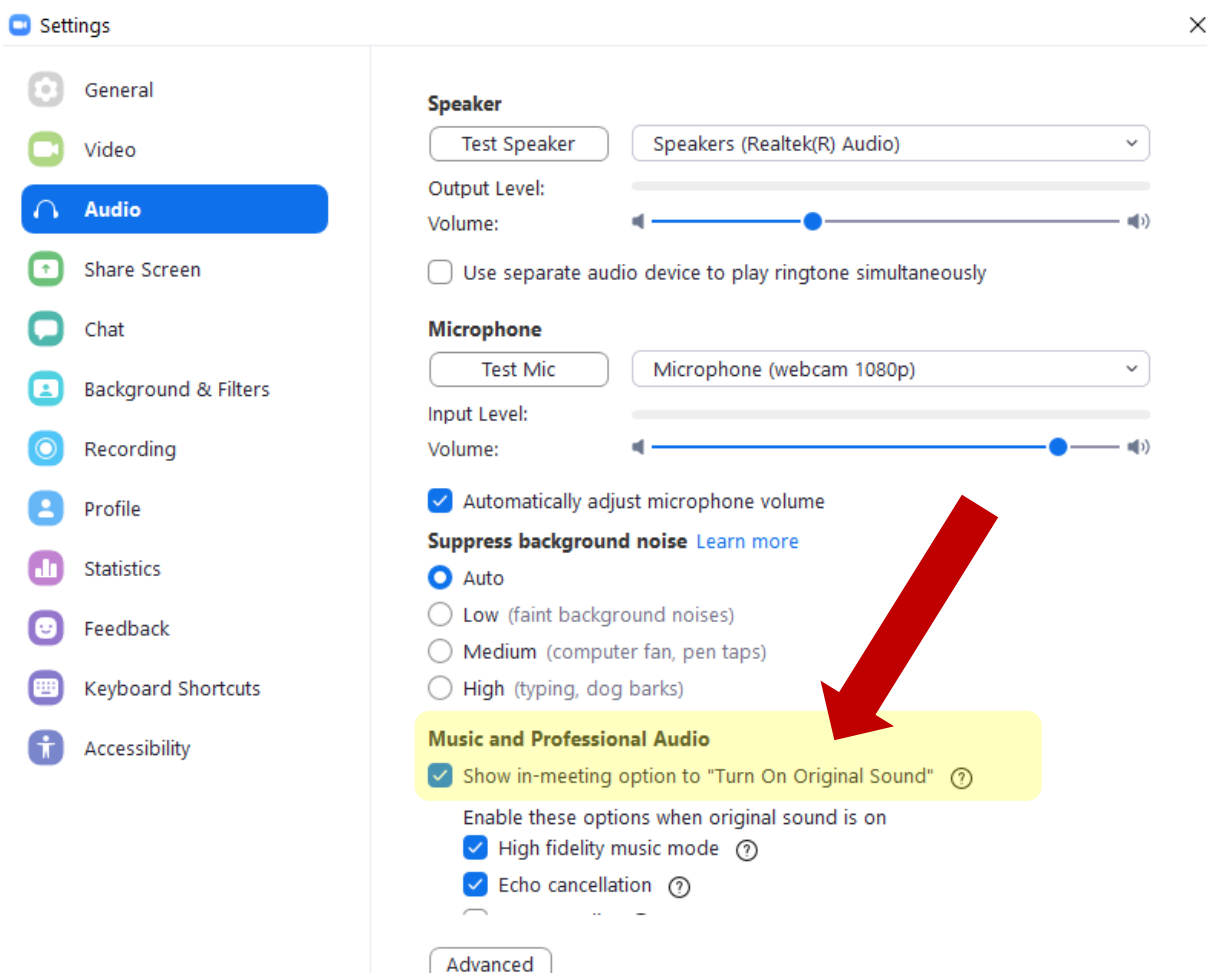 Settings
General
Video
Audio
Share Screen
Chat
Background & Filters
Recording
Profile
Statistics
Feedback
Keyboard Shortcuts
Accessibility
Speaker
Test Speaker Speakers (Realtek(R) Audio)
Output Level:
Volume:
Use separate audio device to play ringtone simultaneously
Microphone
Test Mic Microphone (webcam 1080p)
Input Level:
Volume:
Automatically adjust microphone volume
Suppress background noise Learn more
Auto
Low (faint background noises)
Medium (computer fan, pen taps)
High (typing, dog barks)
Music and Professional Audio
Show in-meeting option to "Turn On Original Sound" ?
Enable these options when original sound is on
High fidelity music mode ?
Echo cancellation ?
Advanced